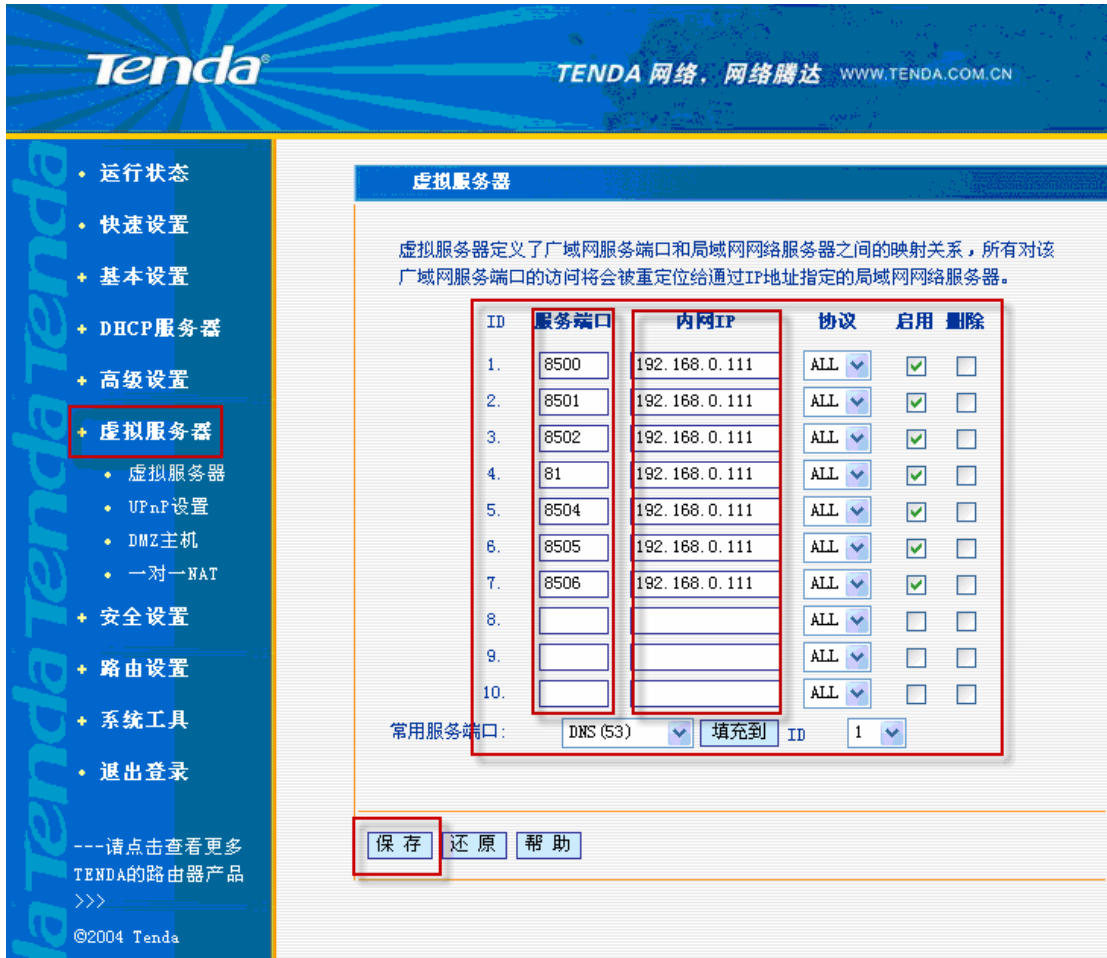 Tenda®
TENDA 网络，网络腾达 WWW.TENDA.COM.CN
运行状态
快速设置
基本设置
DHCP服务器
高级设置
虚拟服务器
虚拟服务器
UPnP设置
DMZ主机
一对一NAT
安全设置
路由设置
系统工具
退出登录
---请点击查看更多
TENDA的路由器产品
>>>
©2004 Tenda
虚拟服务器
虚拟服务器定义了广域网服务端口和局域网网络服务器之间的映射关系，所有对该
广域网服务端口的访问将会被重定位给通过IP地址指定的局域网网络服务器。
ID 服务端口 内网IP 协议 启用 删除
1. 8500 192.168.0.111 ALL
2. 8501 192.168.0.111 ALL
3. 8502 192.168.0.111 ALL
4. 81 192.168.0.111 ALL
5. 8504 192.168.0.111 ALL
6. 8505 192.168.0.111 ALL
7. 8506 192.168.0.111 ALL
8. ALL
9. ALL
10. ALL
常用服务端口: DNS(53) 填充到 ID 1
保存 还原 帮助
Tenda Tenda Tenda Tenda